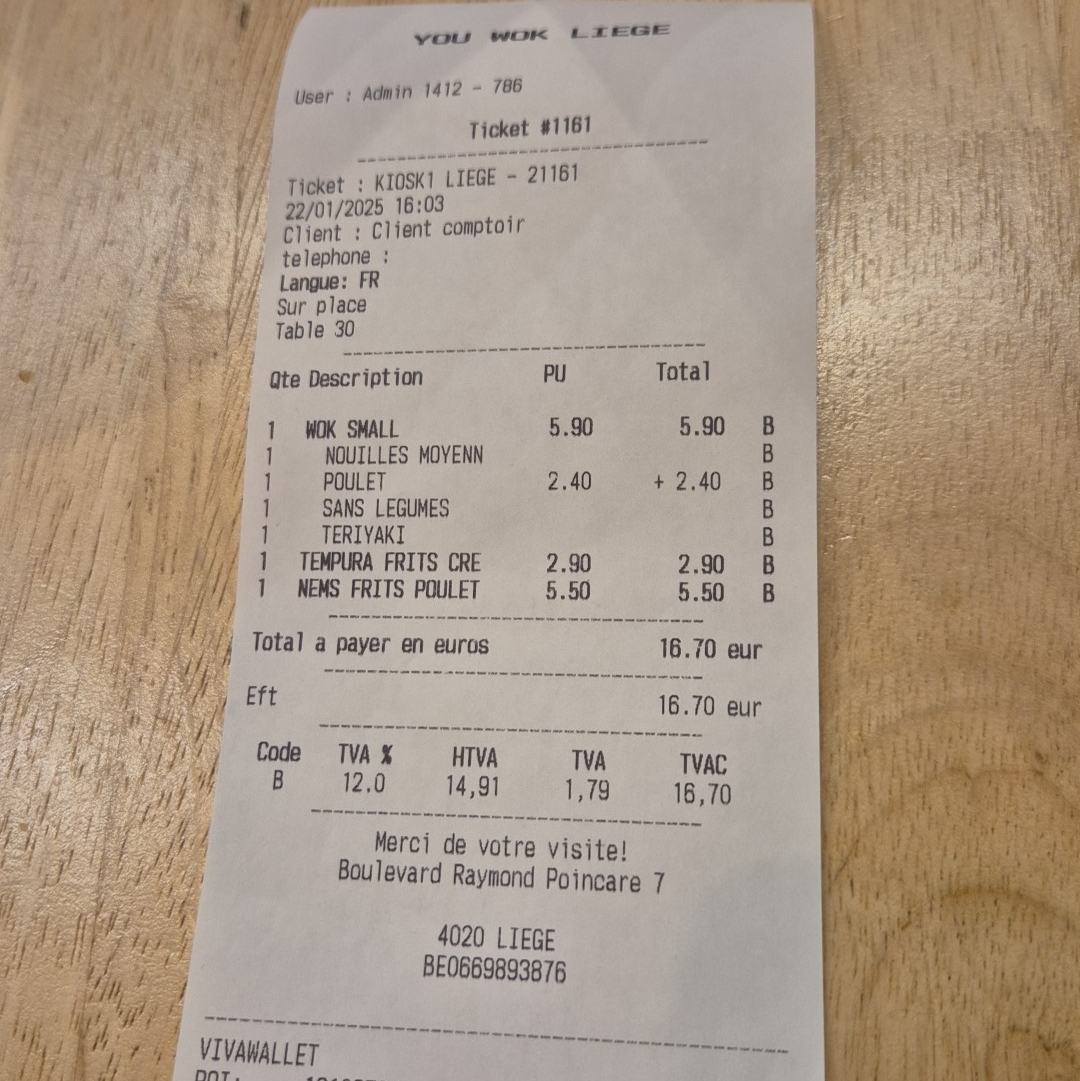 YOU WOK LIEGE
User : Admin 1412 - 786
Ticket #1161
Ticket : KIOSK1 LIEGE - 21161
22/01/2025 16:03
Client : Client comptoir
telephone :
Langue: FR
Sur place
Table 30
Qte Description PU Total
1 WOK SMALL 5.90 5.90 B
1 NOUILLES MOYENN B
1 POULET 2.40 + 2.40 B
1 SANS LEGUMES B
1 TERIYAKI B
1 TEMPURA FRITS CRE 2.90 2.90 B
1 NEMS FRITS POULET 5.50 5.50 B
Total a payer en euros 16.70 eur
Eft 16.70 eur
Code TVA % HTVA TVA TVAC
B 12.0 14,91 1,79 16,70
Merci de votre visite!
Boulevard Raymond Poincare 7
4020 LIEGE
BE0669893876
VIVAWALLET